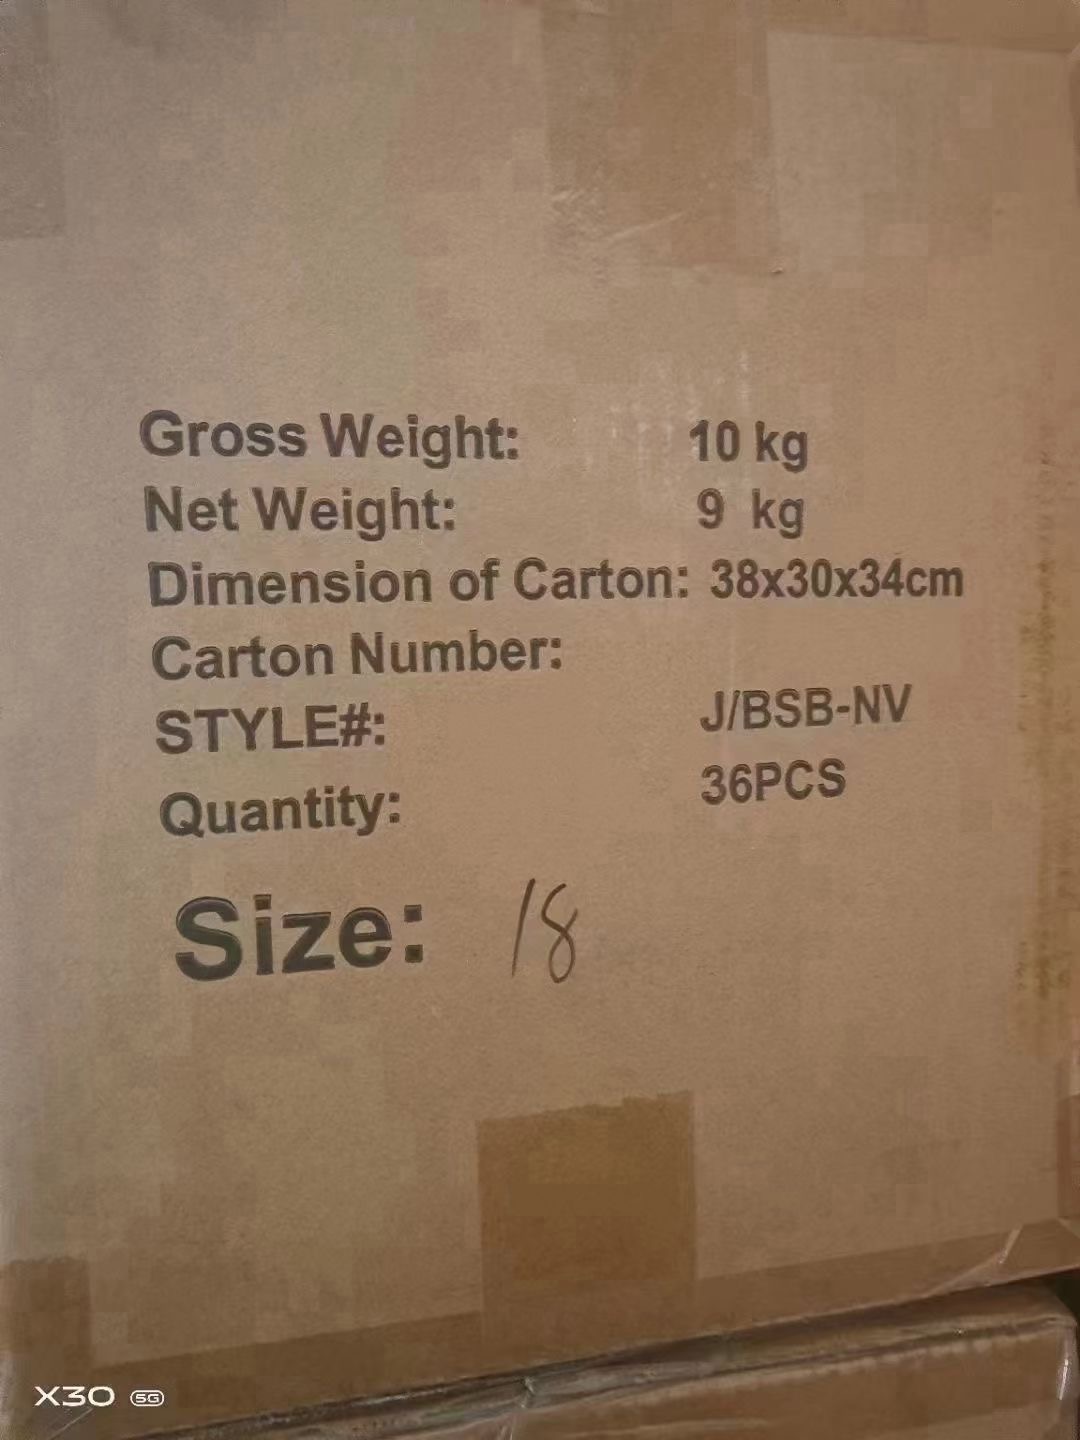 Gross Weight: 10 kg
Net Weight: 9 kg
Dimension of Carton: 38x30x34cm
Carton Number:
STYLE#: J/BSB-NV
Quantity: 36PCS
Size: 18
X30 5G